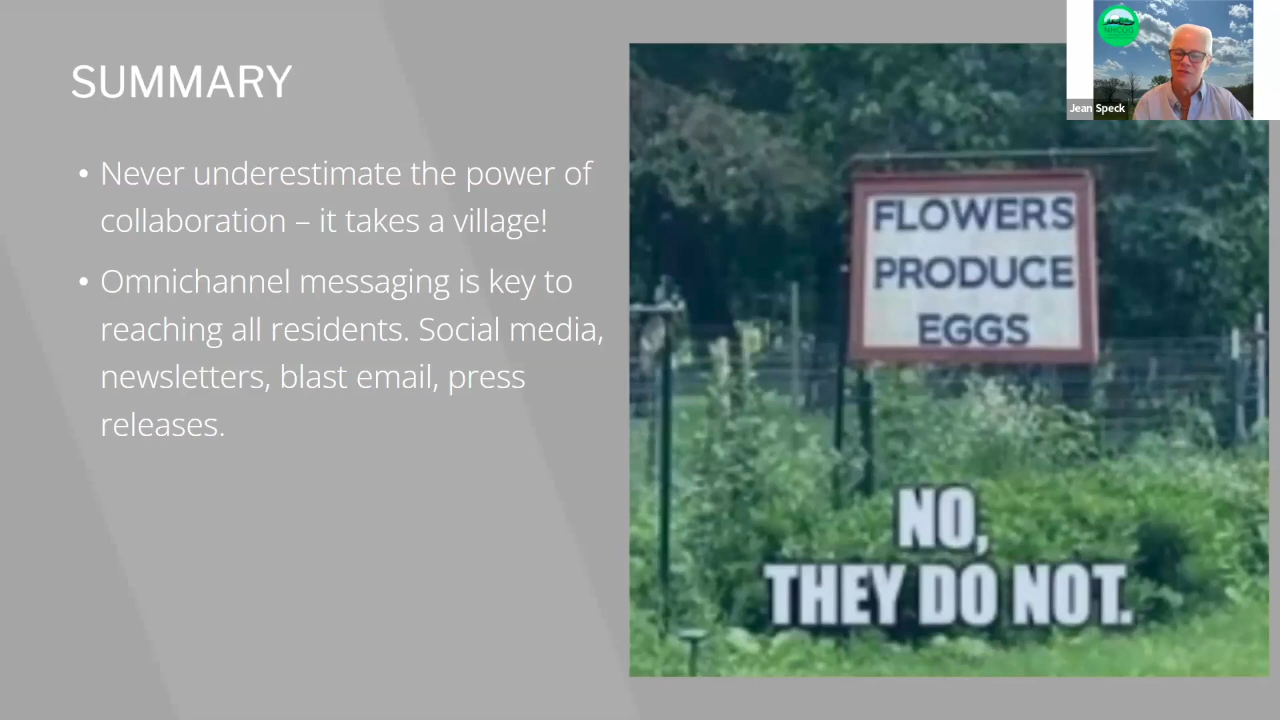 SUMMARY
• Never underestimate the power of
collaboration – it takes a village!
• Omnichannel messaging is key to
reaching all residents. Social media,
newsletters, blast email, press
releases.
FLOWERS
PRODUCE
EGGS
NO,
THEY DO NOT.
NHCOG
Jean Speck